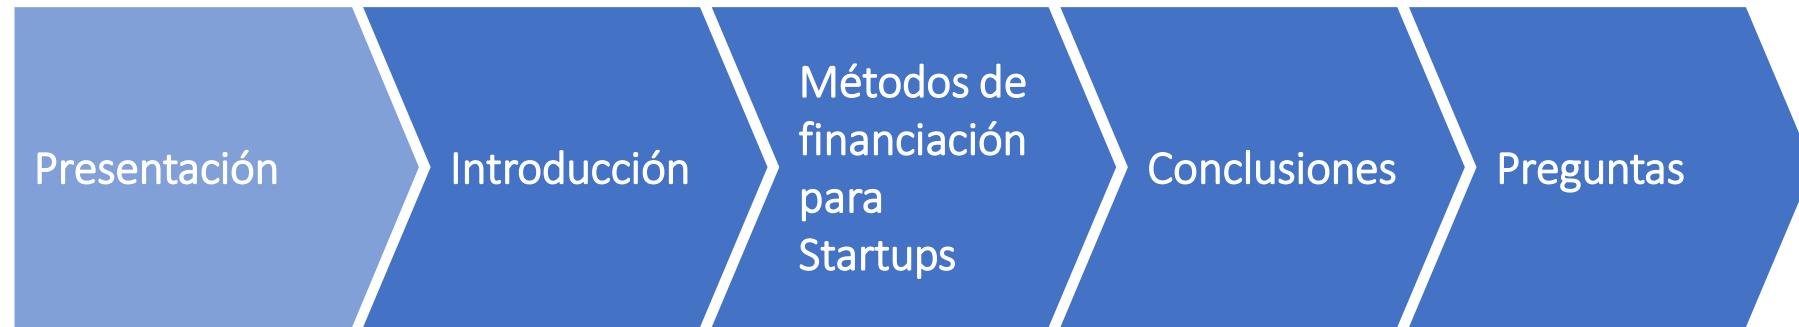 Presentación
Introducción
Métodos de
financiación
para
Startups
Conclusiones
Preguntas